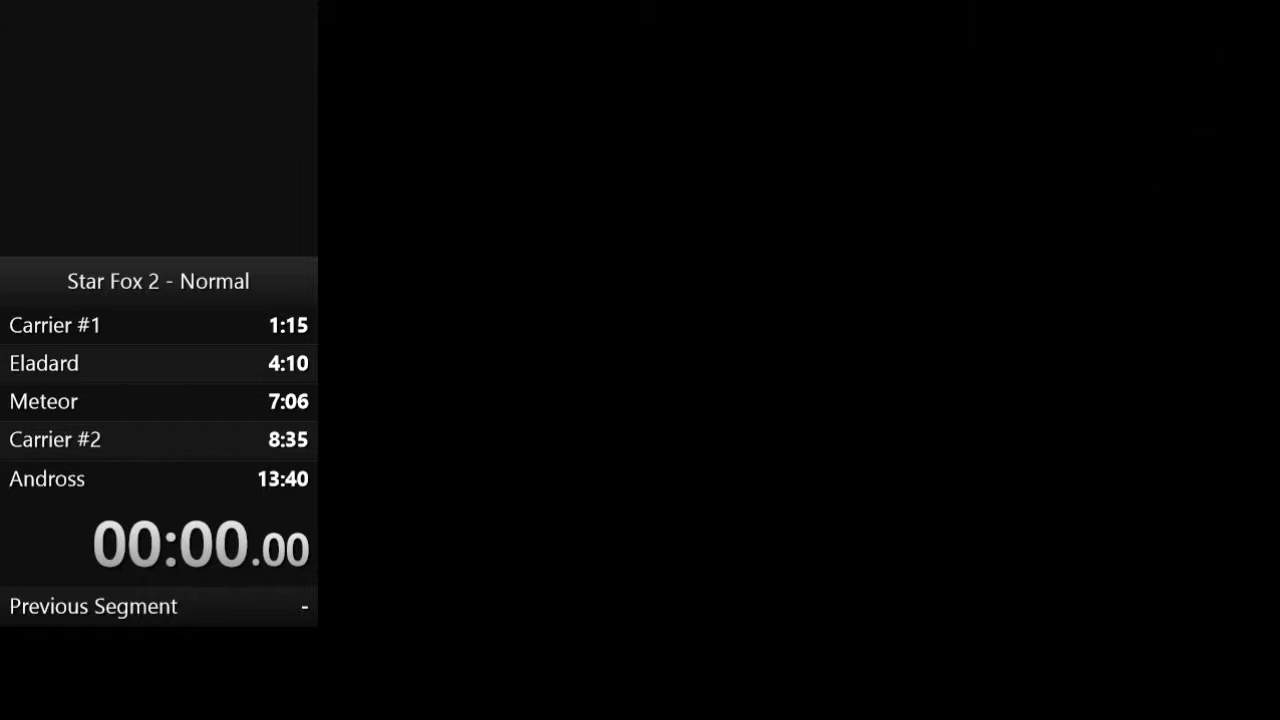 Star Fox 2 - Normal
Carrier #1 1:15
Eladard 4:10
Meteor 7:06
Carrier #2 8:35
Andross 13:40
00:00.00
Previous Segment -